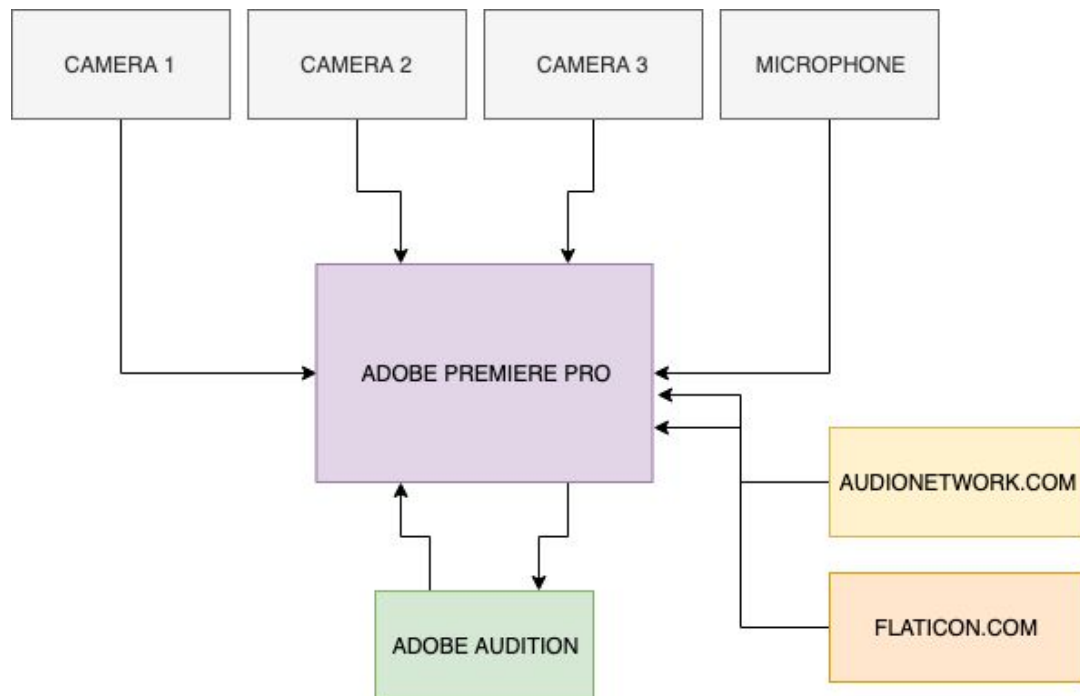 CAMERA 1
CAMERA 2
CAMERA 3
MICROPHONE
ADOBE PREMIERE PRO
AUDIONETWORK.COM
FLATICON.COM
ADOBE AUDITION